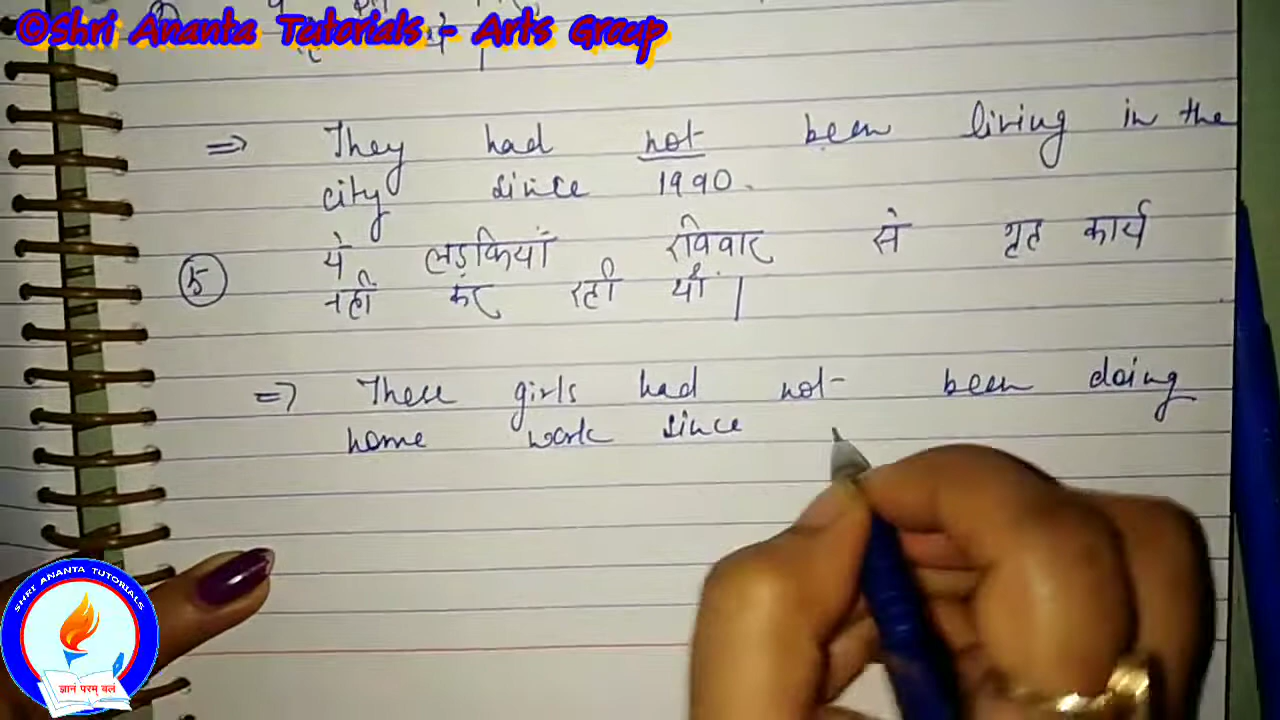 ©Shri Ananta Tutorials - Arts Group
⇒ They had not been living in the
city since 1990.
⑤ ये लड़कियाँ रविवार से गृह कार्य
नहीं कर रही थीं |
⇒ These girls had not been doing
home work since
SHRI ANANTA TUTORIALS
ज्ञानं परमं बलं